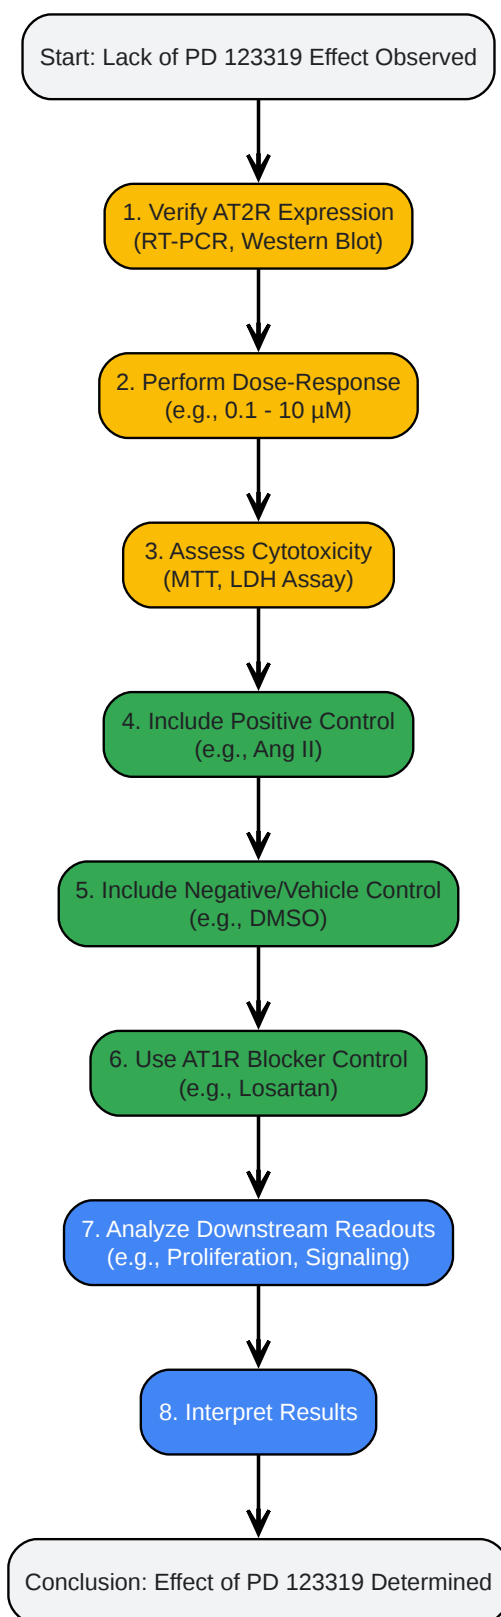 Start: Lack of PD 123319 Effect Observed
1. Verify AT2R Expression
(RT-PCR, Western Blot)
2. Perform Dose-Response
(e.g., 0.1 - 10 µM)
3. Assess Cytotoxicity
(MTT, LDH Assay)
4. Include Positive Control
(e.g., Ang II)
5. Include Negative/Vehicle Control
(e.g., DMSO)
6. Use AT1R Blocker Control
(e.g., Losartan)
7. Analyze Downstream Readouts
(e.g., Proliferation, Signaling)
8. Interpret Results
Conclusion: Effect of PD 123319 Determined